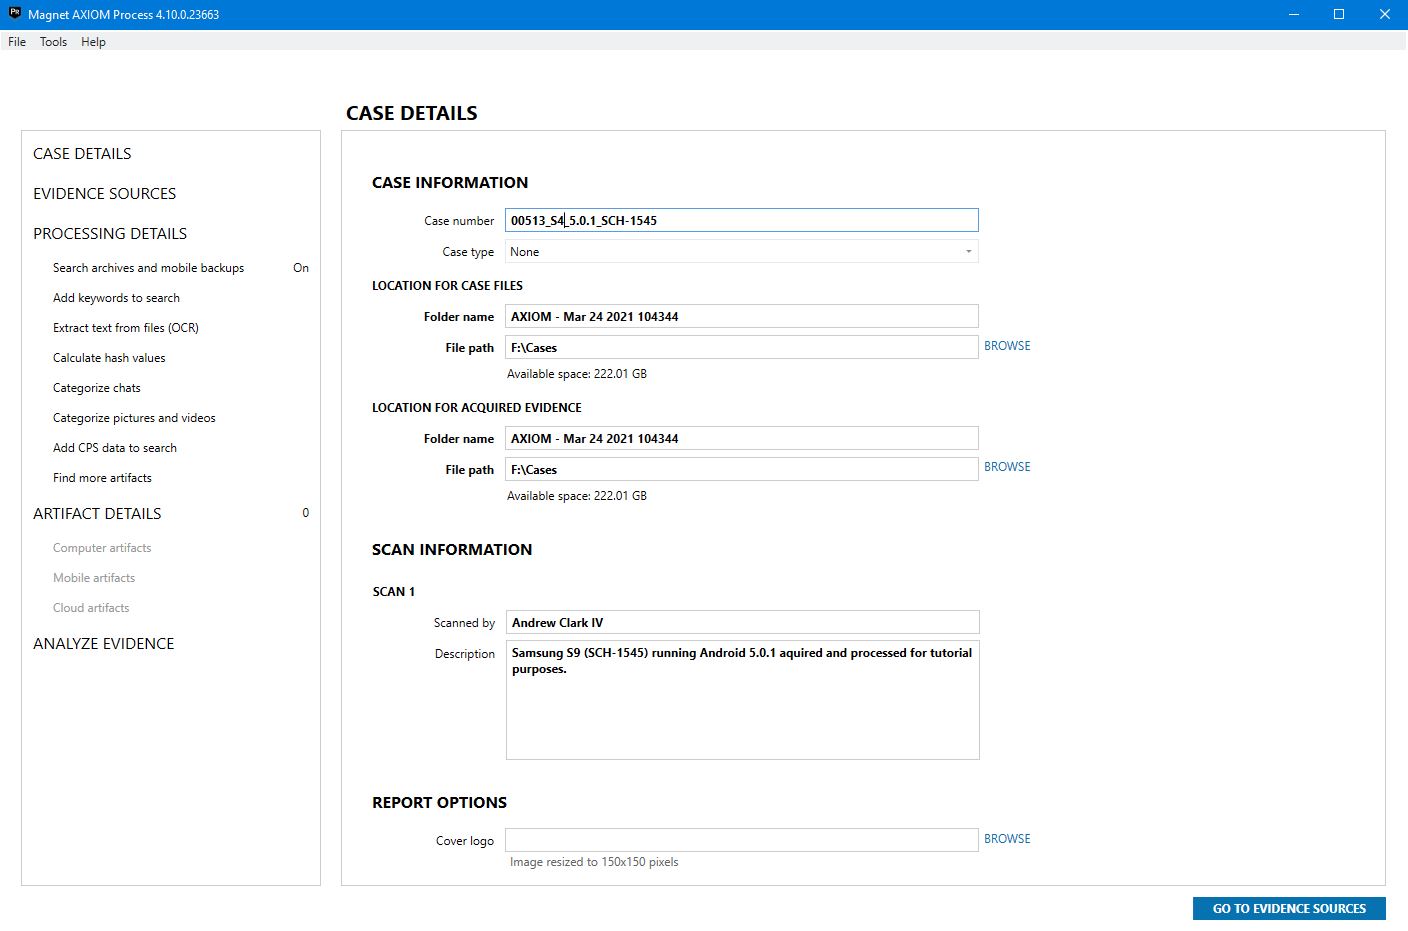 Magnet AXIOM Process 4.10.0.23663
File Tools Help
CASE DETAILS
CASE DETAILS
EVIDENCE SOURCES
PROCESSING DETAILS
Search archives and mobile backups On
Add keywords to search
Extract text from files (OCR)
Calculate hash values
Categorize chats
Categorize pictures and videos
Add CPS data to search
Find more artifacts
ARTIFACT DETAILS 0
Computer artifacts
Mobile artifacts
Cloud artifacts
ANALYZE EVIDENCE
CASE INFORMATION
Case number 00513_S4_5.0.1_SCH-1545
Case type None
LOCATION FOR CASE FILES
Folder name AXIOM - Mar 24 2021 104344
File path F:\Cases BROWSE
Available space: 222.01 GB
LOCATION FOR ACQUIRED EVIDENCE
Folder name AXIOM - Mar 24 2021 104344
File path F:\Cases BROWSE
Available space: 222.01 GB
SCAN INFORMATION
SCAN 1
Scanned by Andrew Clark IV
Description Samsung S9 (SCH-1545) running Android 5.0.1 aquired and processed for tutorial
purposes.
REPORT OPTIONS
Cover logo BROWSE
Image resized to 150x150 pixels
GO TO EVIDENCE SOURCES